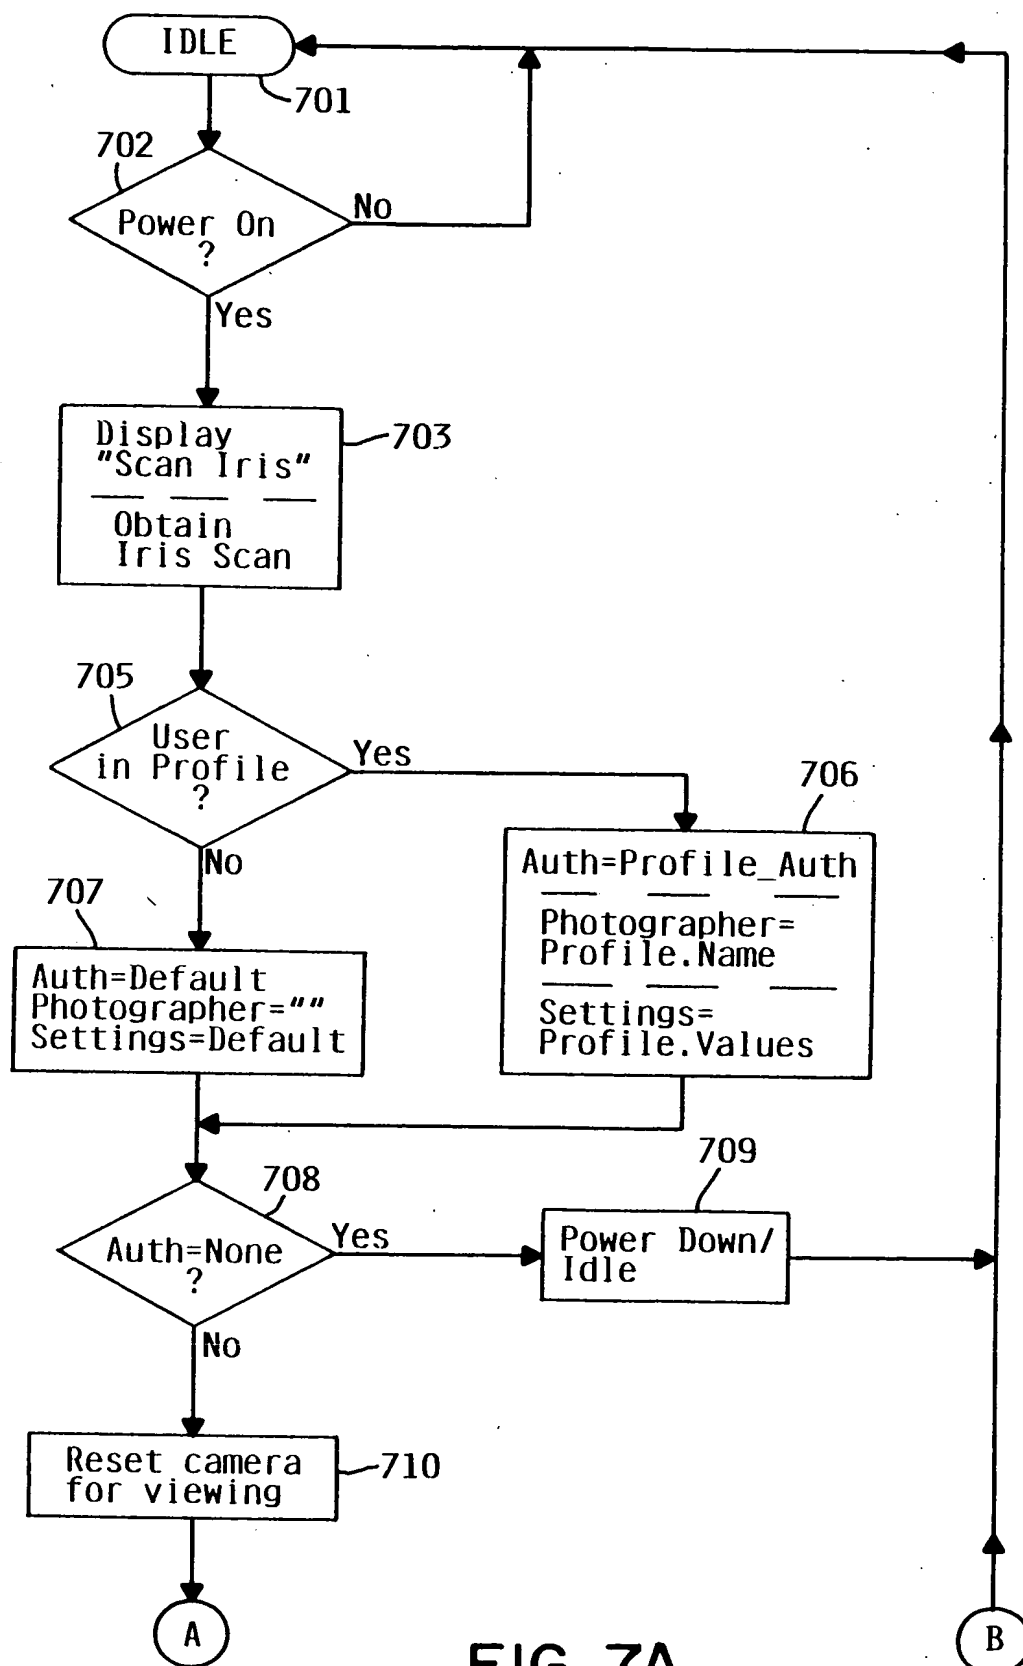 IDLE
701
702
Power On
?
No
Yes
Display
"Scan Iris"
Obtain
Iris Scan
703
705
User
in Profile
?
Yes
No
706
Auth=Profile_Auth
Photographer=
Profile.Name
Settings=
Profile.Values
707
Auth=Default
Photographer=""
Settings=Default
708
Auth=None
?
Yes
No
709
Power Down/
Idle
Reset camera
for viewing
710
A
B
FIG. 7A